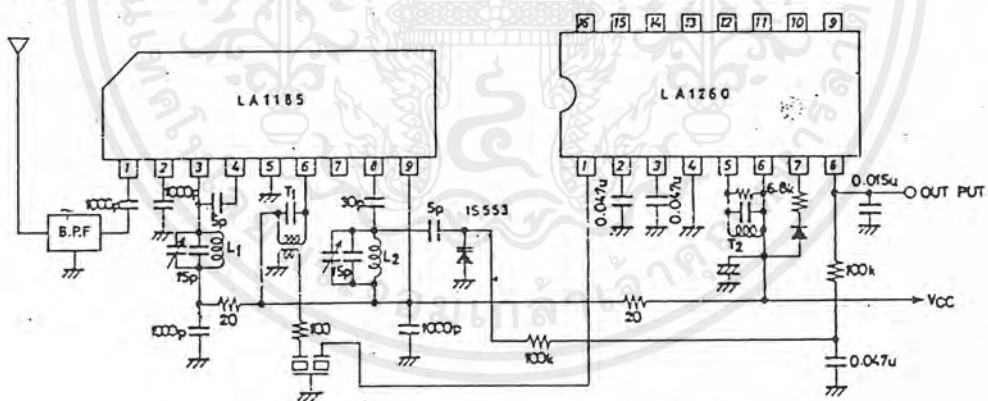 16 15 14 13 12 11 10 9
LA1185
LA1260
1 2 3 4 5 6 7 8 9
1 2 3 4 5 6 7 8
1000p
1000p
5p
T1
30p
5p
1S553
0.047u
0.047u
6.8k
T2
0.015u
OUT PUT
B.P.F
L1
15p
15p
L2
100k
20
20
VCC
1000p
100
1000p
100k
0.047u